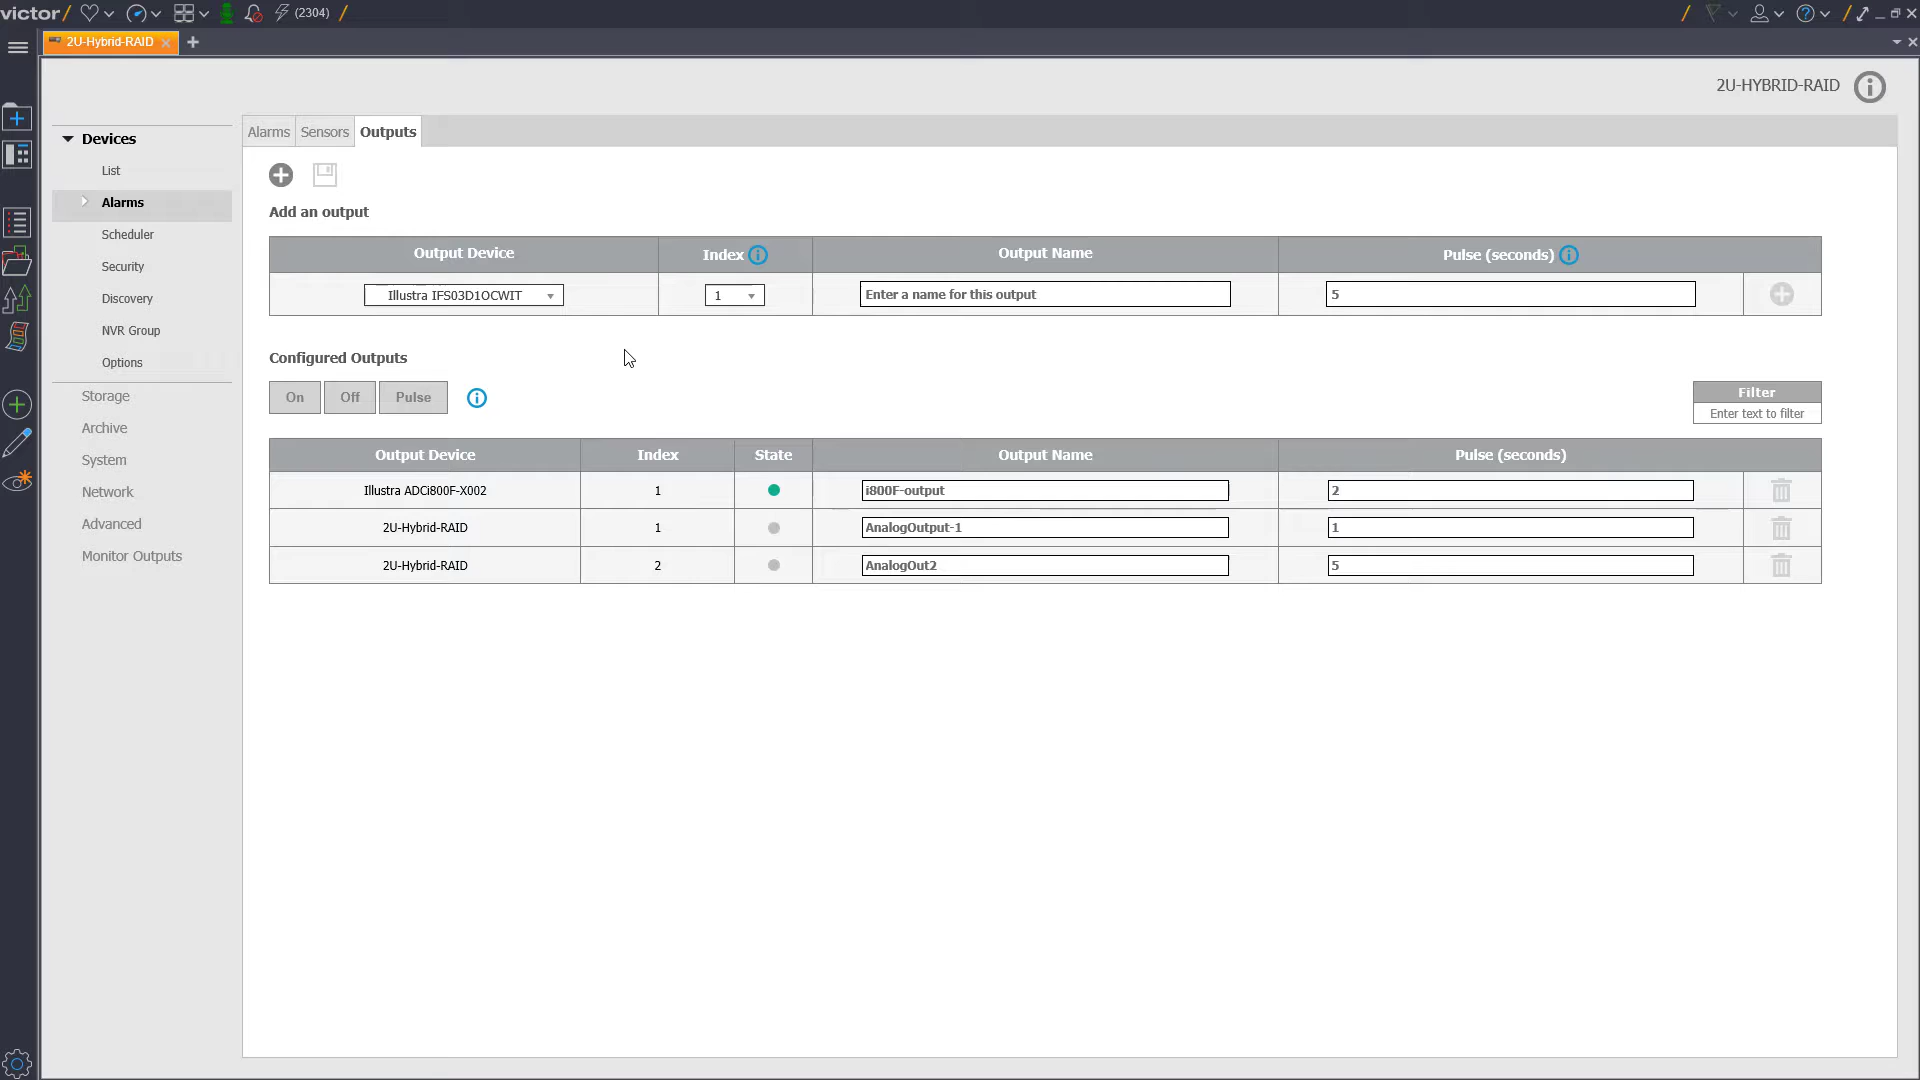 victor
(2304)
2U-Hybrid-RAID
2U-HYBRID-RAID
Devices
List
Alarms
Scheduler
Security
Discovery
NVR Group
Options
Storage
Archive
System
Network
Advanced
Monitor Outputs
Alarms Sensors Outputs
Add an output
Output Device Index Output Name Pulse (seconds)
Illustra IFS03D1OCWIT 1 Enter a name for this output 5
Configured Outputs
On Off Pulse
Filter
Enter text to filter
Output Device Index State Output Name Pulse (seconds)
Illustra ADCi800F-X002 1 i800F-output 2
2U-Hybrid-RAID 1 AnalogOutput-1 1
2U-Hybrid-RAID 2 AnalogOut2 5